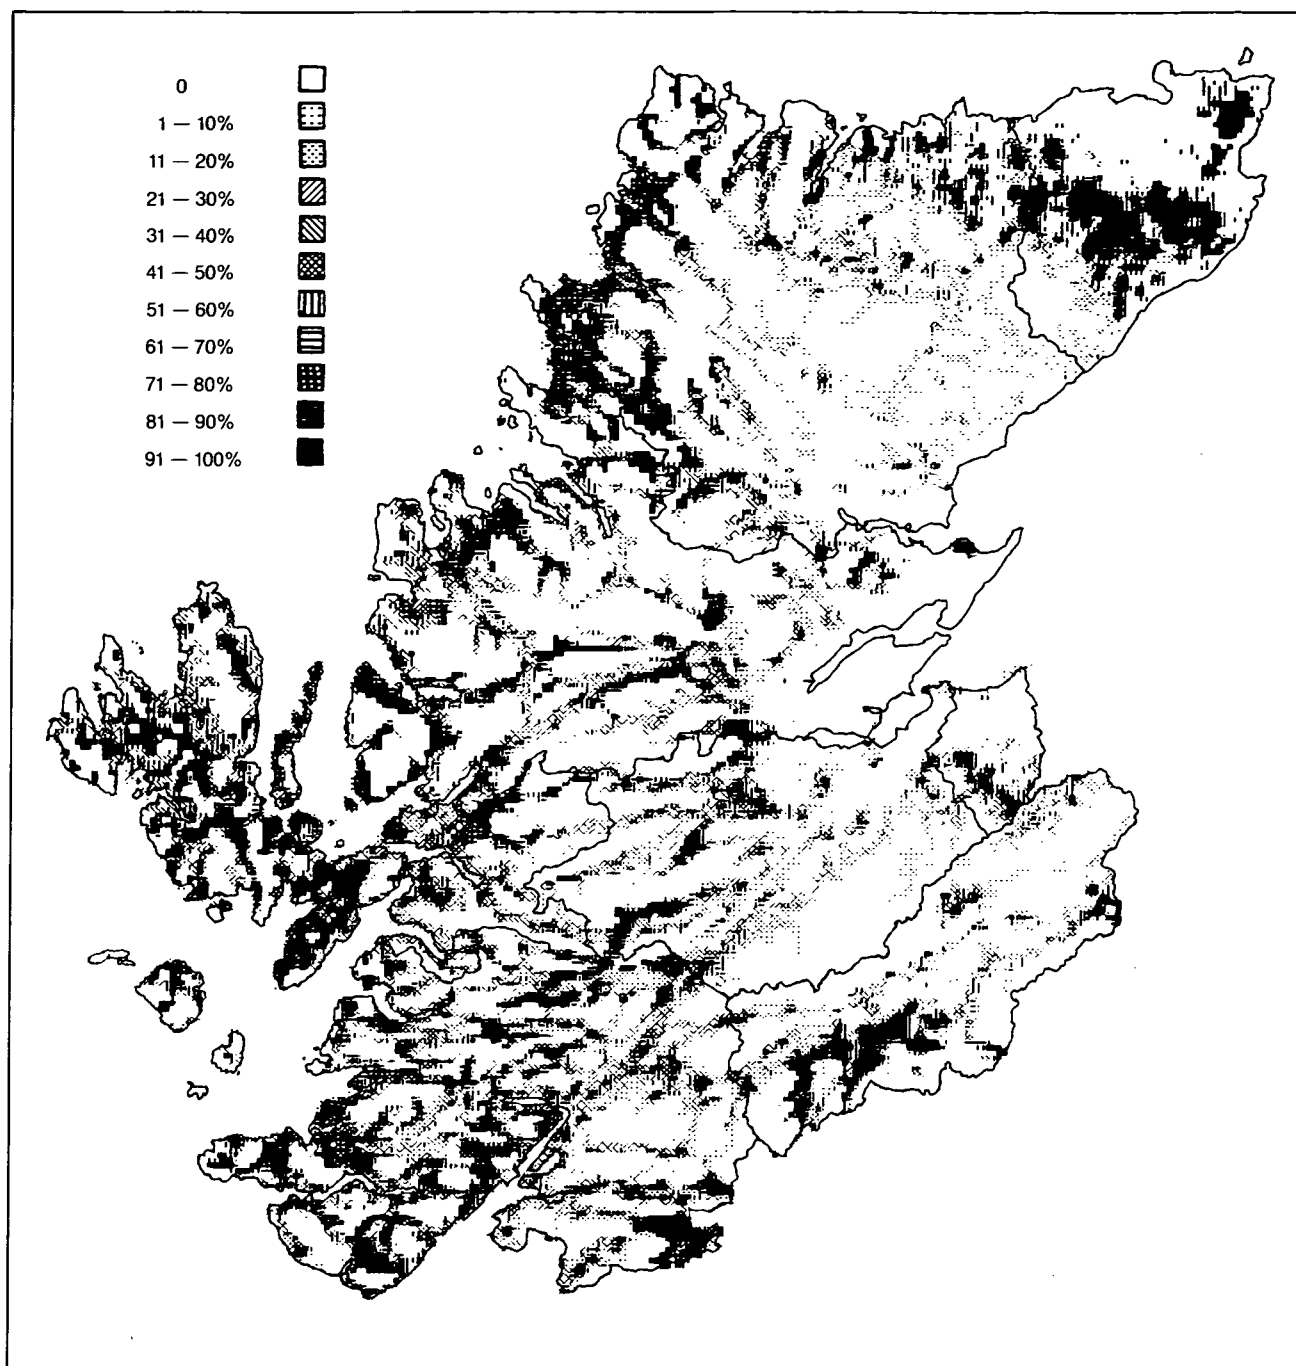 0
1 — 10%
11 — 20%
21 — 30%
31 — 40%
41 — 50%
51 — 60%
61 — 70%
71 — 80%
81 — 90%
91 — 100%